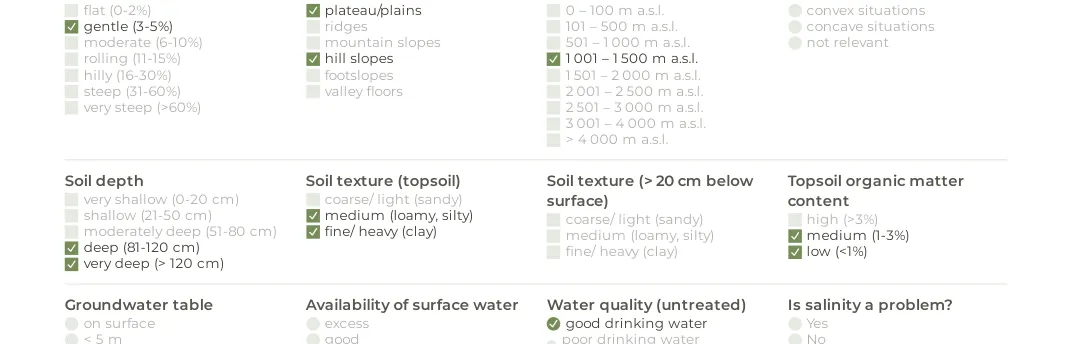 flat (0-2%)
gentle (3-5%)
moderate (6-10%)
rolling (11-15%)
hilly (16-30%)
steep (31-60%)
very steep (>60%)
plateau/plains
ridges
mountain slopes
hill slopes
footslopes
valley floors
0 – 100 m a.s.l.
101 – 500 m a.s.l.
501 – 1 000 m a.s.l.
1 001 – 1 500 m a.s.l.
1 501 – 2 000 m a.s.l.
2 001 – 2 500 m a.s.l.
2 501 – 3 000 m a.s.l.
3 001 – 4 000 m a.s.l.
> 4 000 m a.s.l.
convex situations
concave situations
not relevant
Soil depth
very shallow (0-20 cm)
shallow (21-50 cm)
moderately deep (51-80 cm)
deep (81-120 cm)
very deep (> 120 cm)
Soil texture (topsoil)
coarse/ light (sandy)
medium (loamy, silty)
fine/ heavy (clay)
Soil texture (> 20 cm below
surface)
coarse/ light (sandy)
medium (loamy, silty)
fine/ heavy (clay)
Topsoil organic matter
content
high (>3%)
medium (1-3%)
low (<1%)
Groundwater table
on surface
< 5 m
Availability of surface water
excess
good
Water quality (untreated)
good drinking water
poor drinking water
Is salinity a problem?
Yes
No